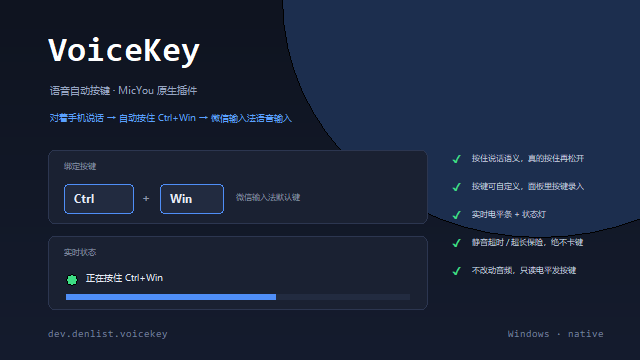 VoiceKey
语音自动按键 · MicYou 原生插件
对着手机说话 → 自动按住 Ctrl+Win → 微信输入法语音输入
绑定按键
Ctrl + Win 微信输入法默认键
实时状态
正在按住 Ctrl+Win
✓ 按住说话语义，真的按住再松开
✓ 按键可自定义，面板里按键录入
✓ 实时电平条 + 状态灯
✓ 静音超时 / 超长保险，绝不卡键
✓ 不改动音频，只读电平发按键
dev.denlist.voicekey
Windows · native